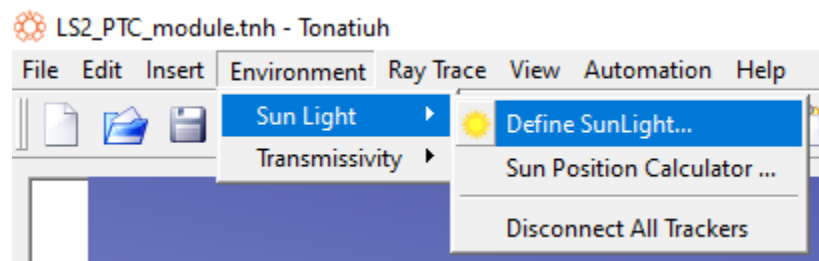 LS2_PTC_module.tnh - Tonatiuh
File Edit Insert Environment Ray Trace View Automation Help
Sun Light
Define SunLight...
Transmissivity
Sun Position Calculator ...
Disconnect All Trackers